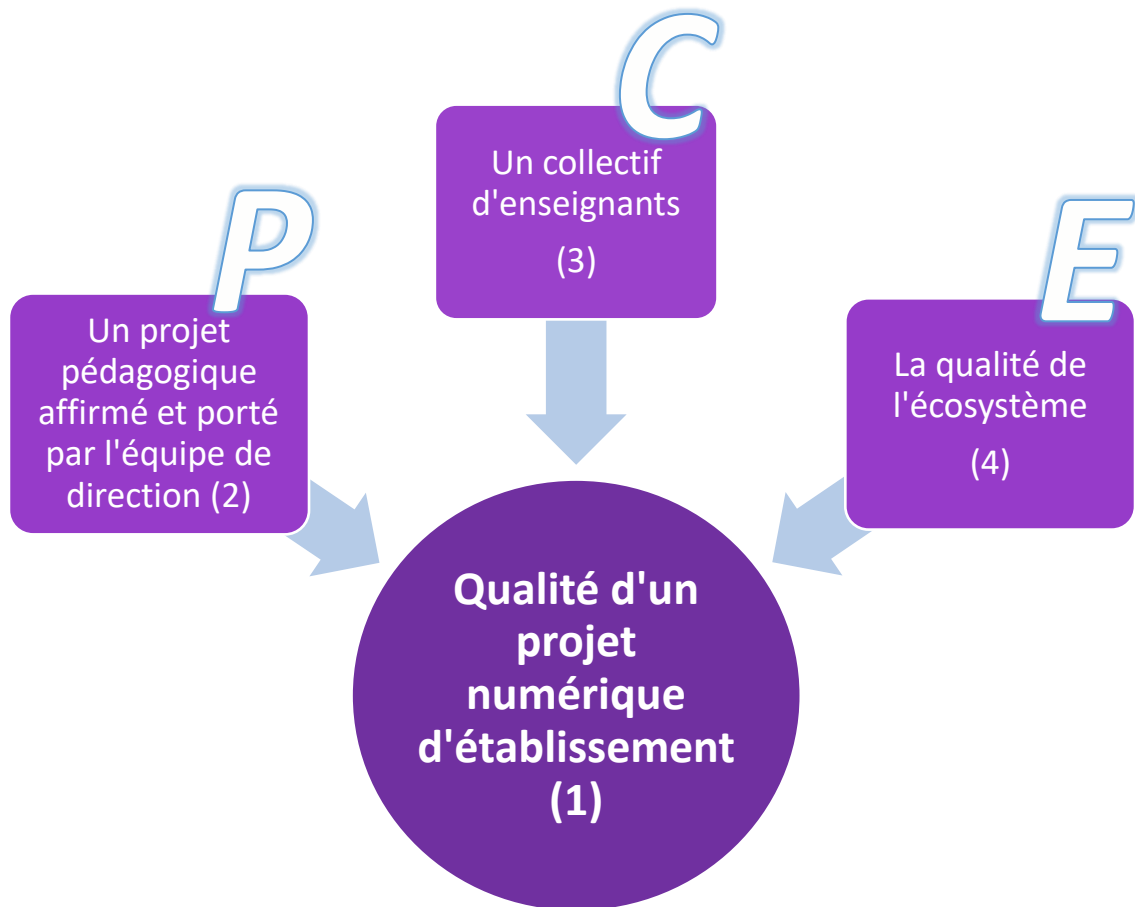 P
Un projet
pédagogique
affirmé et porté
par l'équipe de
direction (2)
C
Un collectif
d'enseignants
(3)
E
La qualité de
l'écosystème
(4)
Qualité d'un
projet
numérique
d'établissement
(1)